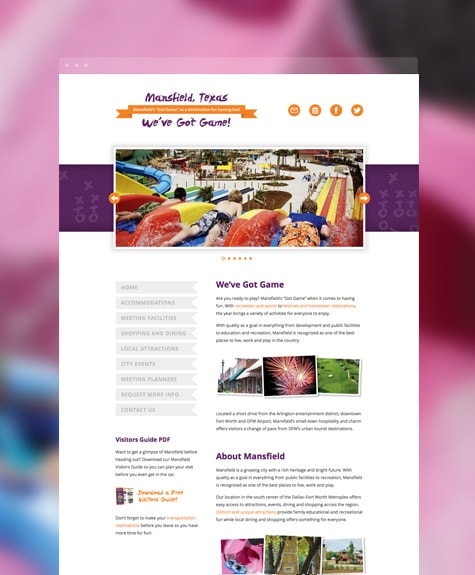 Mansfield, Texas
Mansfield's "Got Game" as a destination for having fun!
We've Got Game!
HOME
ACCOMMODATIONS
MEETING FACILITIES
SHOPPING AND DINING
LOCAL ATTRACTIONS
CITY EVENTS
MEETING PLANNERS
REQUEST MORE INFO
CONTACT US
Visitors Guide PDF
Want to get a glimpse of Mansfield before
heading out? Download our Mansfield
Visitors Guide so you can plan your visit
before you even get in the car.
Download a Free
Visitors Guide!
Don't forget to make your transportation
reservations before you leave so you have
more time for fun!
We've Got Game
Are you ready to play? Mansfield's "Got Game" when it comes to having
fun. With recreation and sports to festivals and hometown celebrations,
the year brings a variety of activities for everyone to enjoy.
With quality as a goal in everything from development and public facilities
to education and recreation, Mansfield is recognized as one of the best
places to live, work and play in the country.
Located a short drive from the Arlington entertainment district, downtown
Fort Worth and DFW Airport, Mansfield's small-town hospitality and charm
offers visitors a change of pace from DFW's urban tourist destinations.
About Mansfield
Mansfield is a growing city with a rich heritage and bright future. With
quality as a goal in everything from public facilities to recreation, Mansfield
is recognized as one of the best places to live, work and play.
Our location in the south center of the Dallas-Fort Worth Metroplex offers
easy access to attractions, events, dining and shopping across the region.
District and unique attractions provide family educational and recreational
fun while local dining and shopping offers something for everyone.